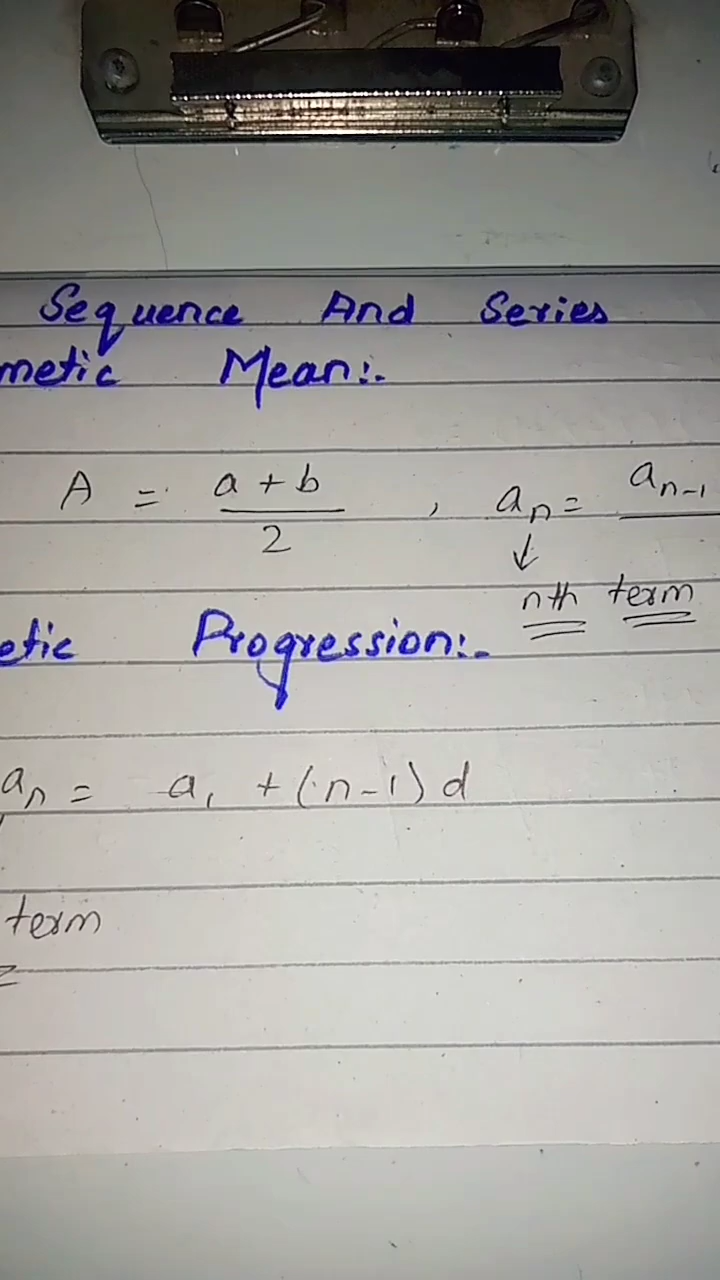 Sequence And Series
metic Mean:.
A = a + b / 2 , an = an-1
↓
nth term
etic Progression:.
an = a1 + (n-1) d
term